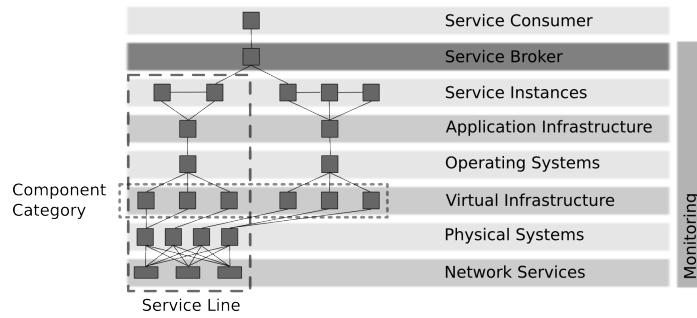 Service Consumer
Service Broker
Service Instances
Application Infrastructure
Operating Systems
Component
Category
Virtual Infrastructure
Physical Systems
Network Services
Service Line
Monitoring